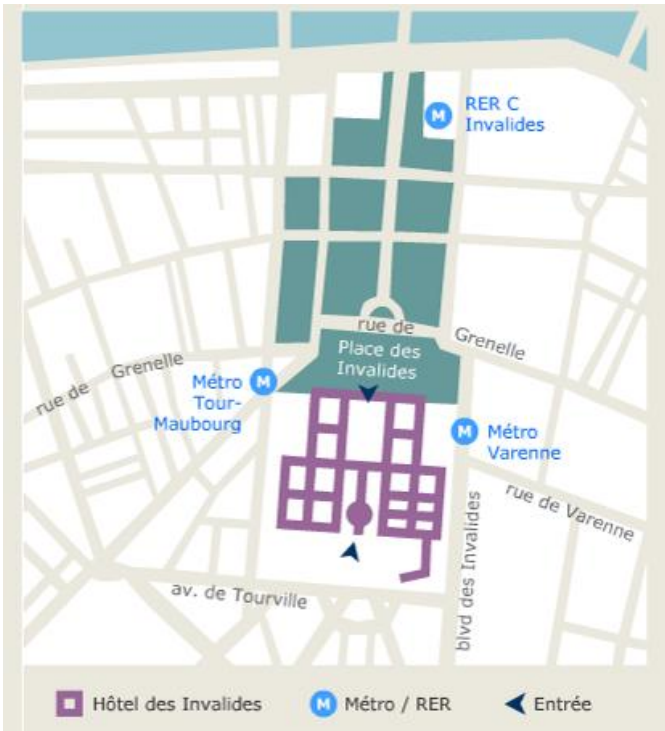 M
RER C
Invalides
rue de
Grenelle
Place des
Invalides
rue de
Grenelle
M
Métro
Tour-
Maubourg
M
Métro
Varenne
rue de Varenne
blvd des Invalides
av. de Tourville
Hôtel des Invalides
M
Métro / RER
Entrée